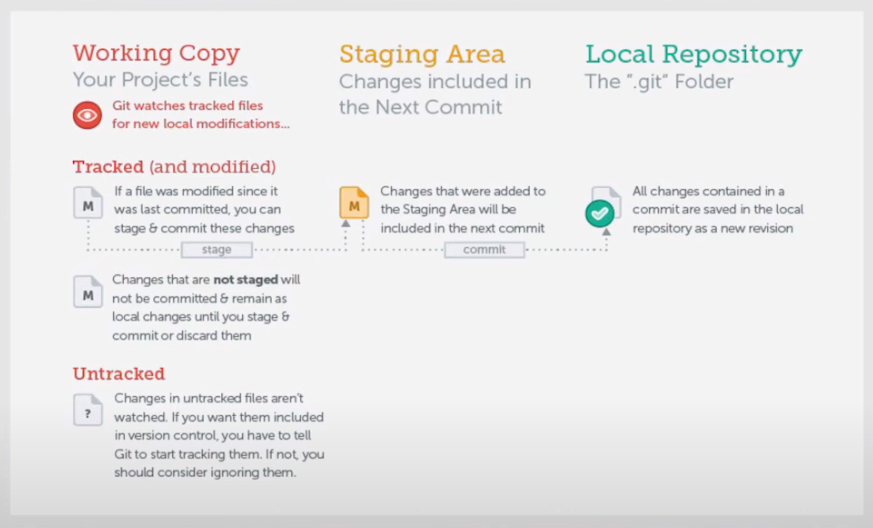 Working Copy
Your Project's Files
Git watches tracked files
for new local modifications...
Staging Area
Changes included in
the Next Commit
Local Repository
The ".git" Folder
Tracked (and modified)
M
If a file was modified since it
was last committed, you can
stage & commit these changes
stage
M
Changes that were added to
the Staging Area will be
included in the next commit
commit
All changes contained in a
commit are saved in the local
repository as a new revision
M
Changes that are not staged will
not be committed & remain as
local changes until you stage &
commit or discard them
Untracked
?
Changes in untracked files aren't
watched. If you want them included
in version control, you have to tell
Git to start tracking them. If not, you
should consider ignoring them.